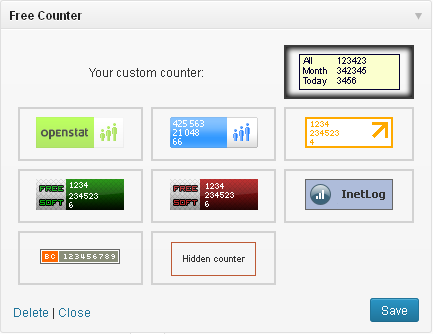 Free Counter
Your custom counter:
All 123423
Month 342345
Today 3456
openstat
425 563
21 048
66
1234
234523
4
FREE SOFT
1234
234523
6
FREE SOFT
1234
234523
6
InetLog
BC 123456789
Hidden counter
Delete | Close
Save